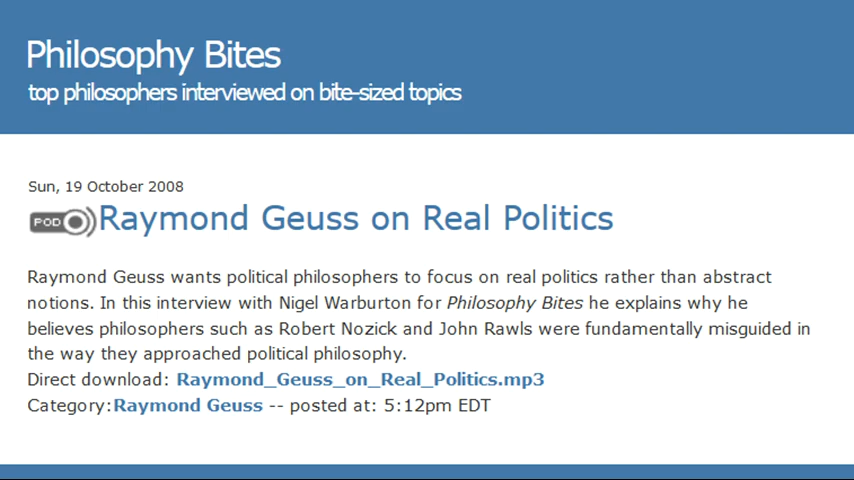 Philosophy Bites
top philosophers interviewed on bite-sized topics
Sun, 19 October 2008
POD Raymond Geuss on Real Politics
Raymond Geuss wants political philosophers to focus on real politics rather than abstract
notions. In this interview with Nigel Warburton for Philosophy Bites he explains why he
believes philosophers such as Robert Nozick and John Rawls were fundamentally misguided in
the way they approached political philosophy.
Direct download: Raymond_Geuss_on_Real_Politics.mp3
Category:Raymond Geuss -- posted at: 5:12pm EDT